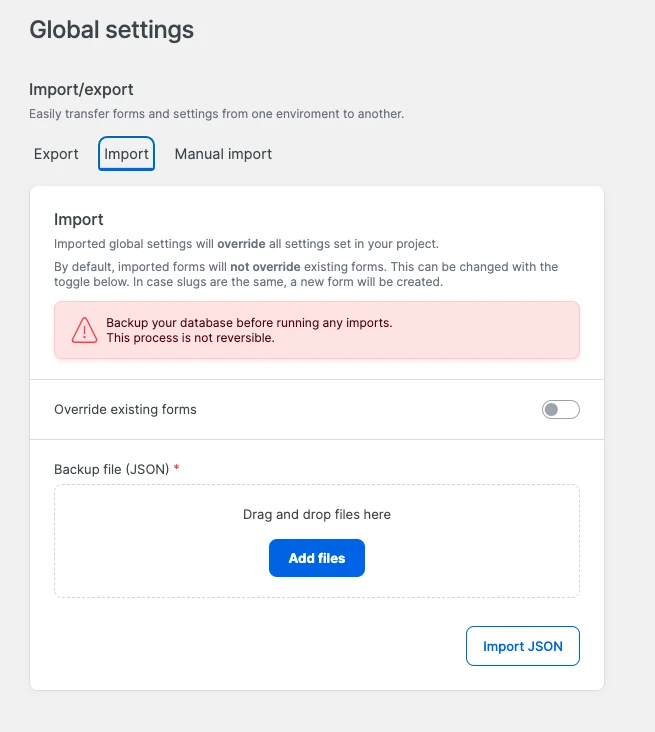 Global settings
Import/export
Easily transfer forms and settings from one enviroment to another.
Export Import Manual import
Import
Imported global settings will override all settings set in your project.
By default, imported forms will not override existing forms. This can be changed with the
toggle below. In case slugs are the same, a new form will be created.
Backup your database before running any imports.
This process is not reversible.
Override existing forms
Backup file (JSON) *
Drag and drop files here
Add files
Import JSON